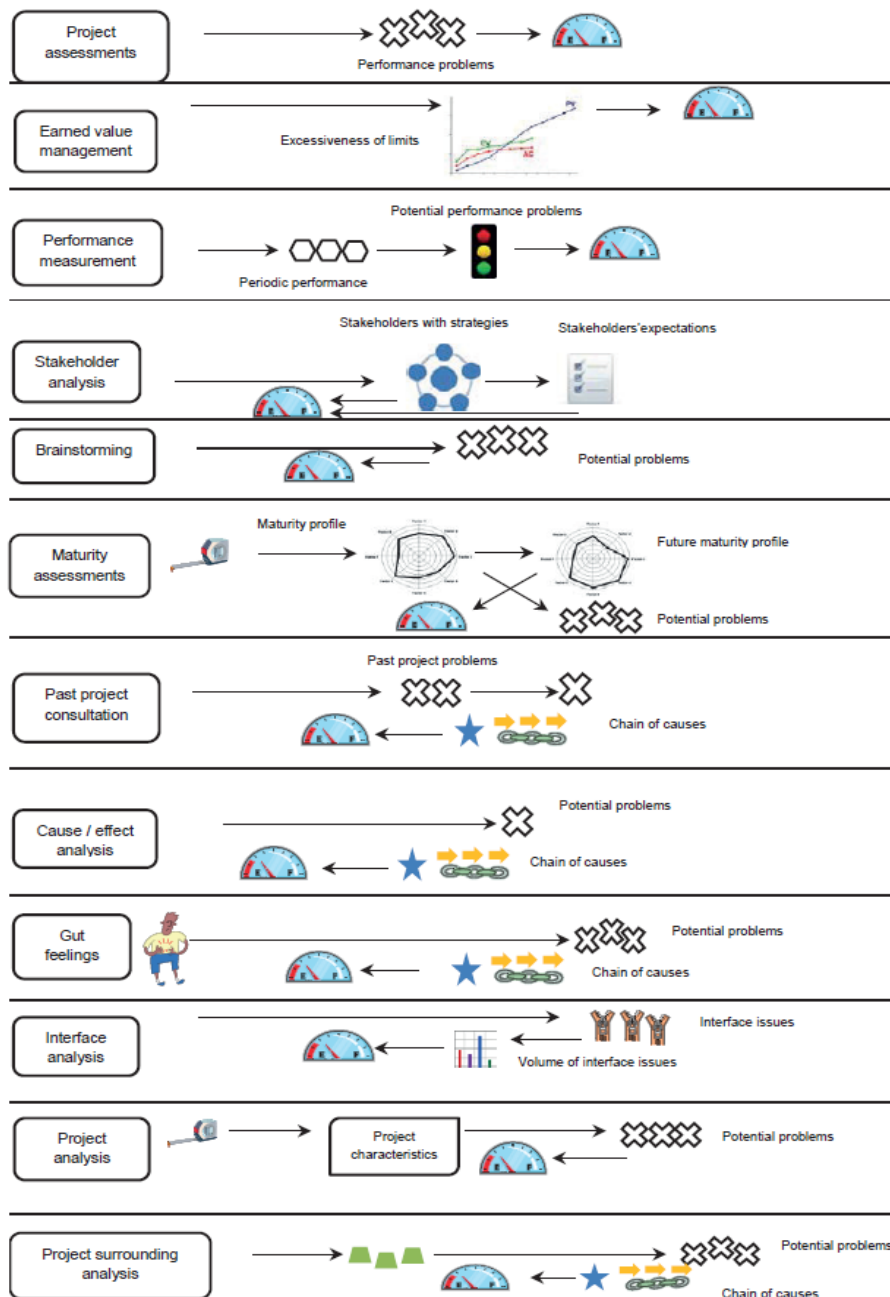 Project
assessments
Performance problems
E F
Earned value
management
Excessiveness of limits
PV
EV
AC
E F
Performance
measurement
Periodic performance
Potential performance problems
E F
Stakeholder
analysis
Stakeholders with strategies
Stakeholders'expectations
E F
Brainstorming
E F
Potential problems
Maturity
assessments
Maturity profile
Future maturity profile
E F
Potential problems
Past project
consultation
Past project problems
E F
Chain of causes
Cause / effect
analysis
Potential problems
E F
Chain of causes
Gut
feelings
Potential problems
E F
Chain of causes
Interface
analysis
Interface issues
E F
Volume of interface issues
Project
analysis
Project
characteristics
E F
Potential problems
Project surrounding
analysis
Potential problems
E F
Chain of causes